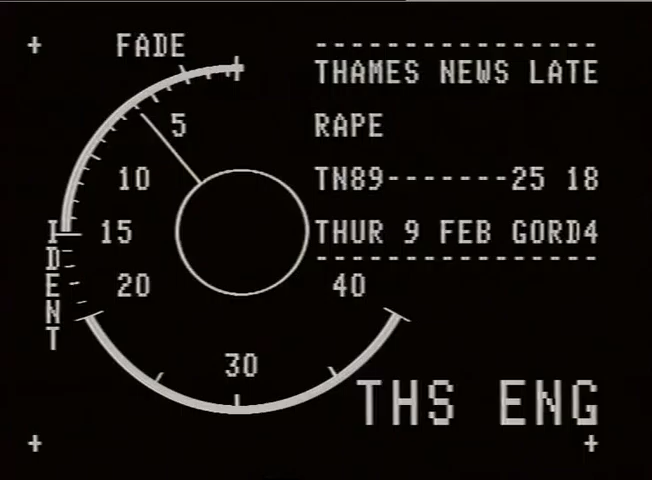 FADE
----------------
THAMES NEWS LATE
5
RAPE
10
TN89-------25 18
15
THUR 9 FEB GORD4
----------------
IDENT
20
40
30
THS ENG